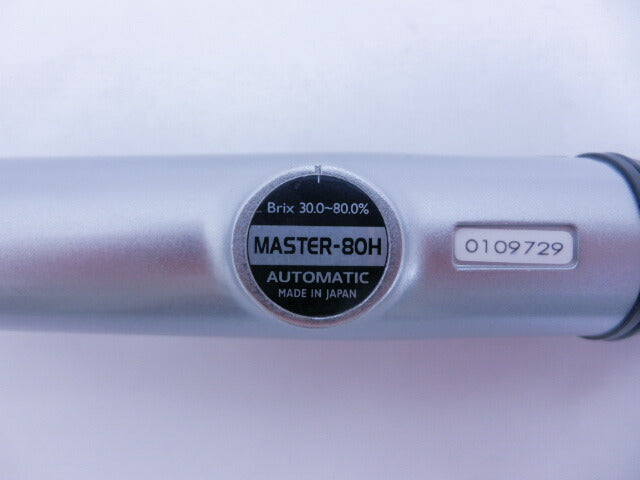 Brix 30.0~80.0%
MASTER-80H
AUTOMATIC
MADE IN JAPAN
0109729